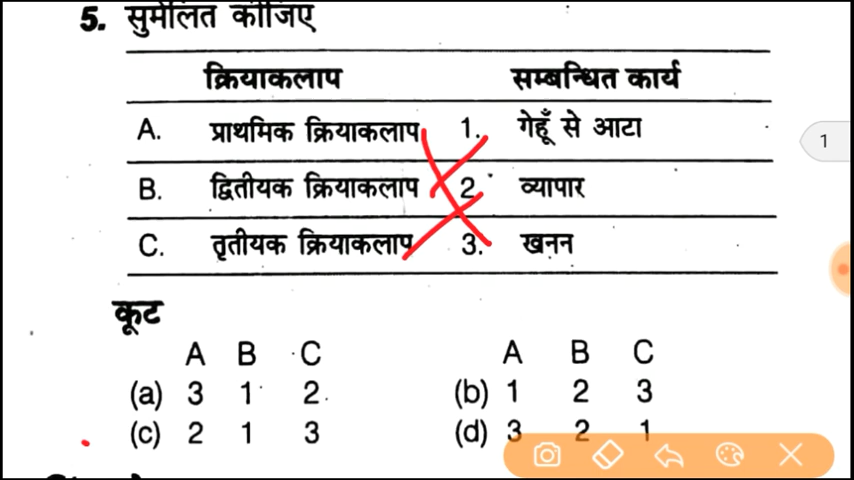 5. सुमेलित कीजिए
क्रियाकलाप सम्बन्धित कार्य
A. प्राथमिक क्रियाकलाप 1. गेहूँ से आटा
B. द्वितीयक क्रियाकलाप 2. व्यापार
C. तृतीयक क्रियाकलाप 3. खनन
1
कूट
A B C A B C
(a) 3 1 2 (b) 1 2 3
(c) 2 1 3 (d) 3 2 1